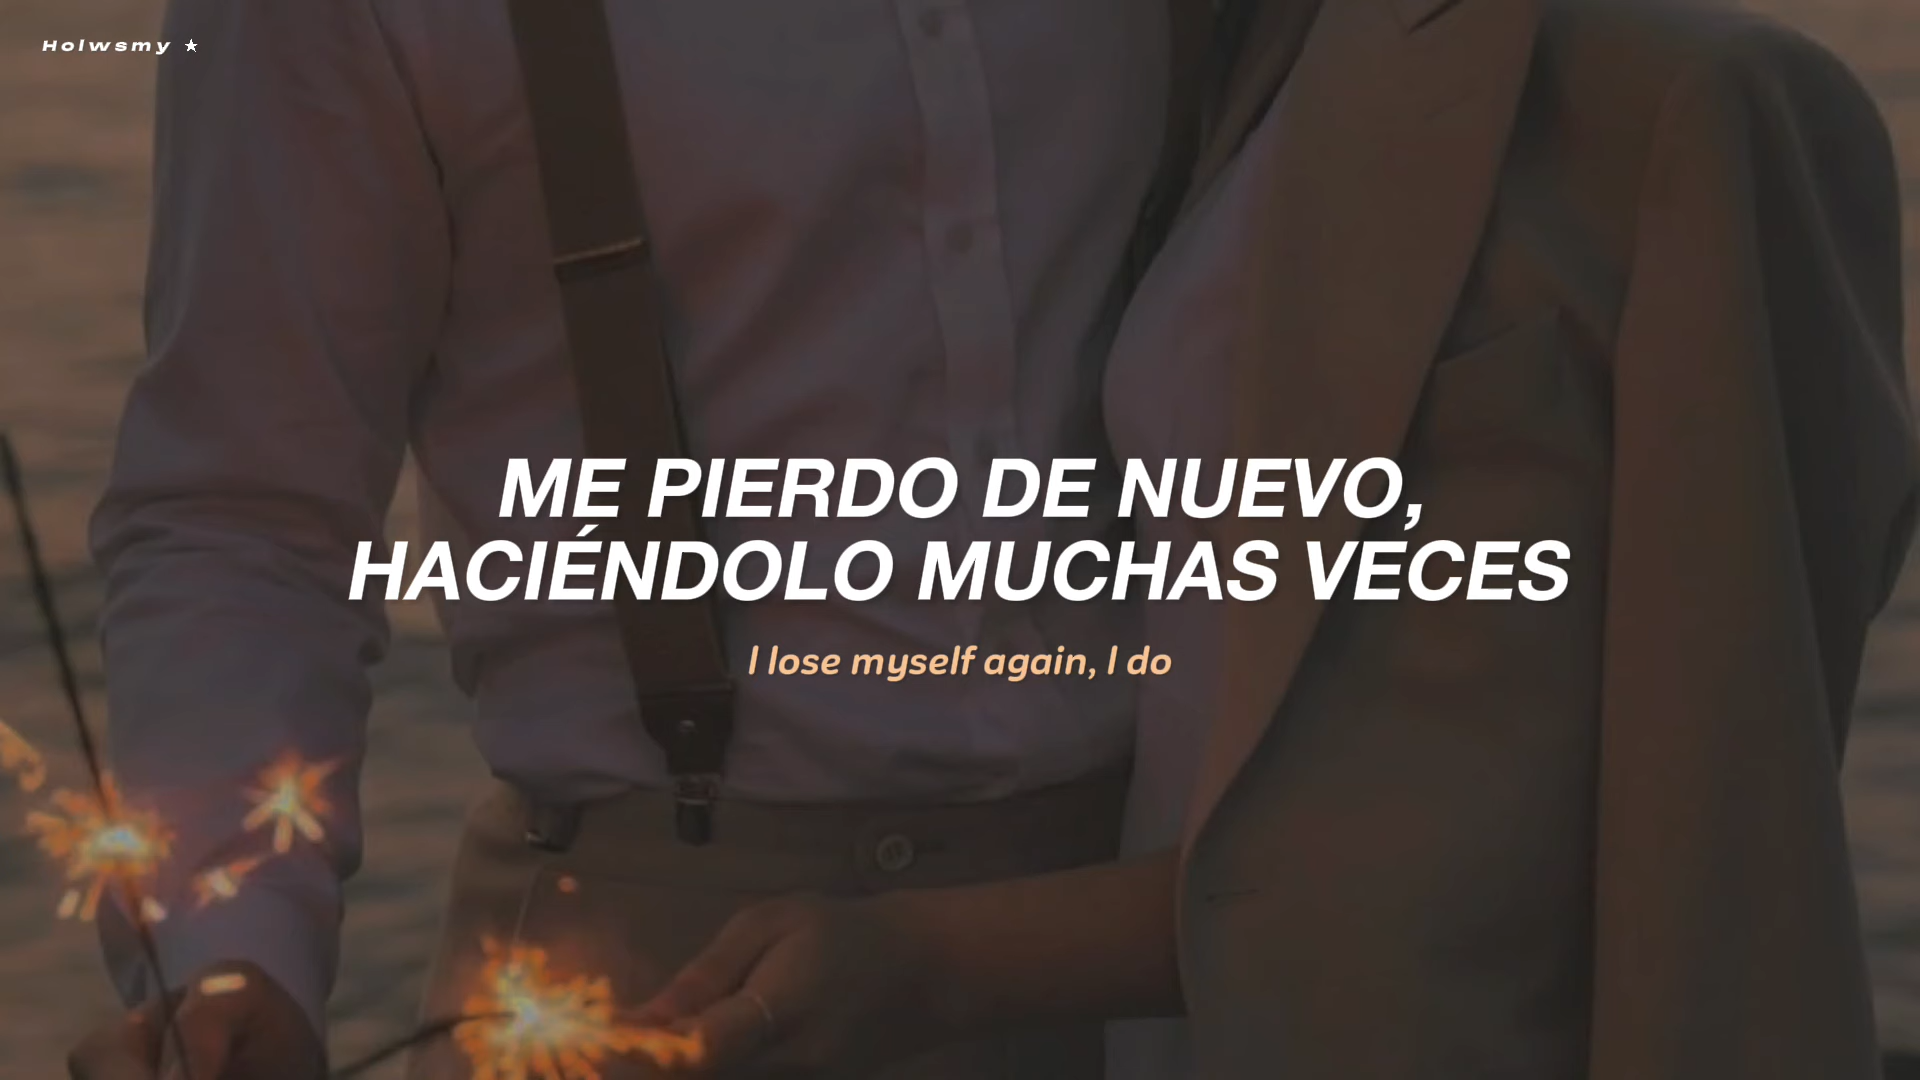 Holwsmy ★
ME PIERDO DE NUEVO,
HACIÉNDOLO MUCHAS VECES
I lose myself again, I do